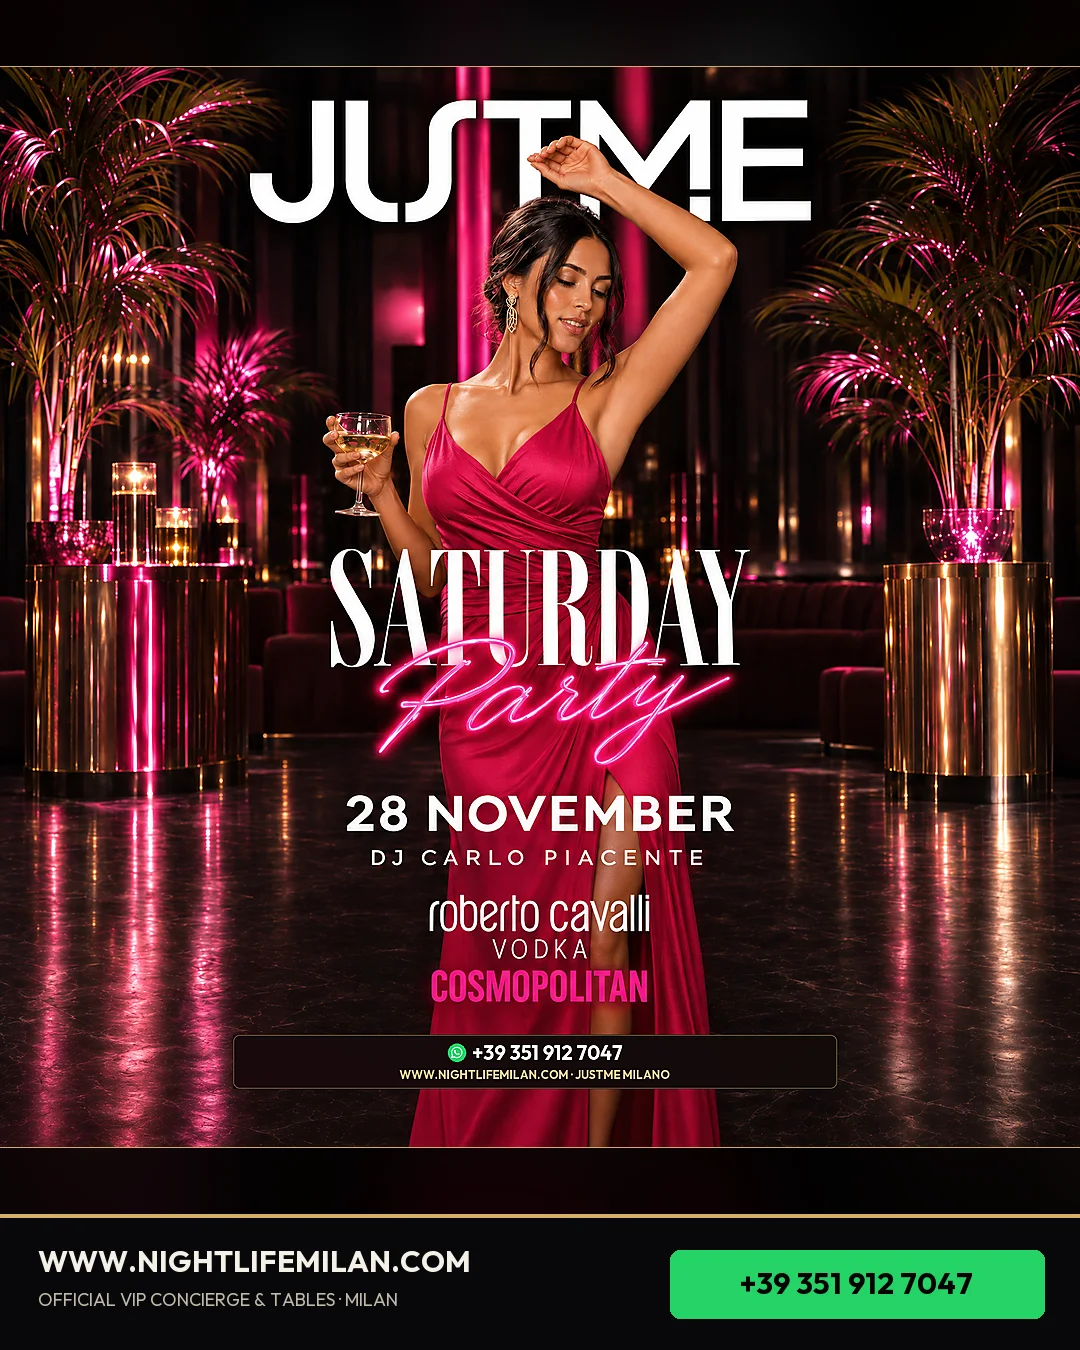 JUSTME
SATURDAY
Party
28 NOVEMBER
DJ CARLO PIACENTE
roberto cavalli
VODKA
COSMOPOLITAN
+39 351 912 7047
WWW.NIGHTLIFEMILAN.COM · JUSTME MILANO
WWW.NIGHTLIFEMILAN.COM
OFFICIAL VIP CONCIERGE & TABLES · MILAN
+39 351 912 7047